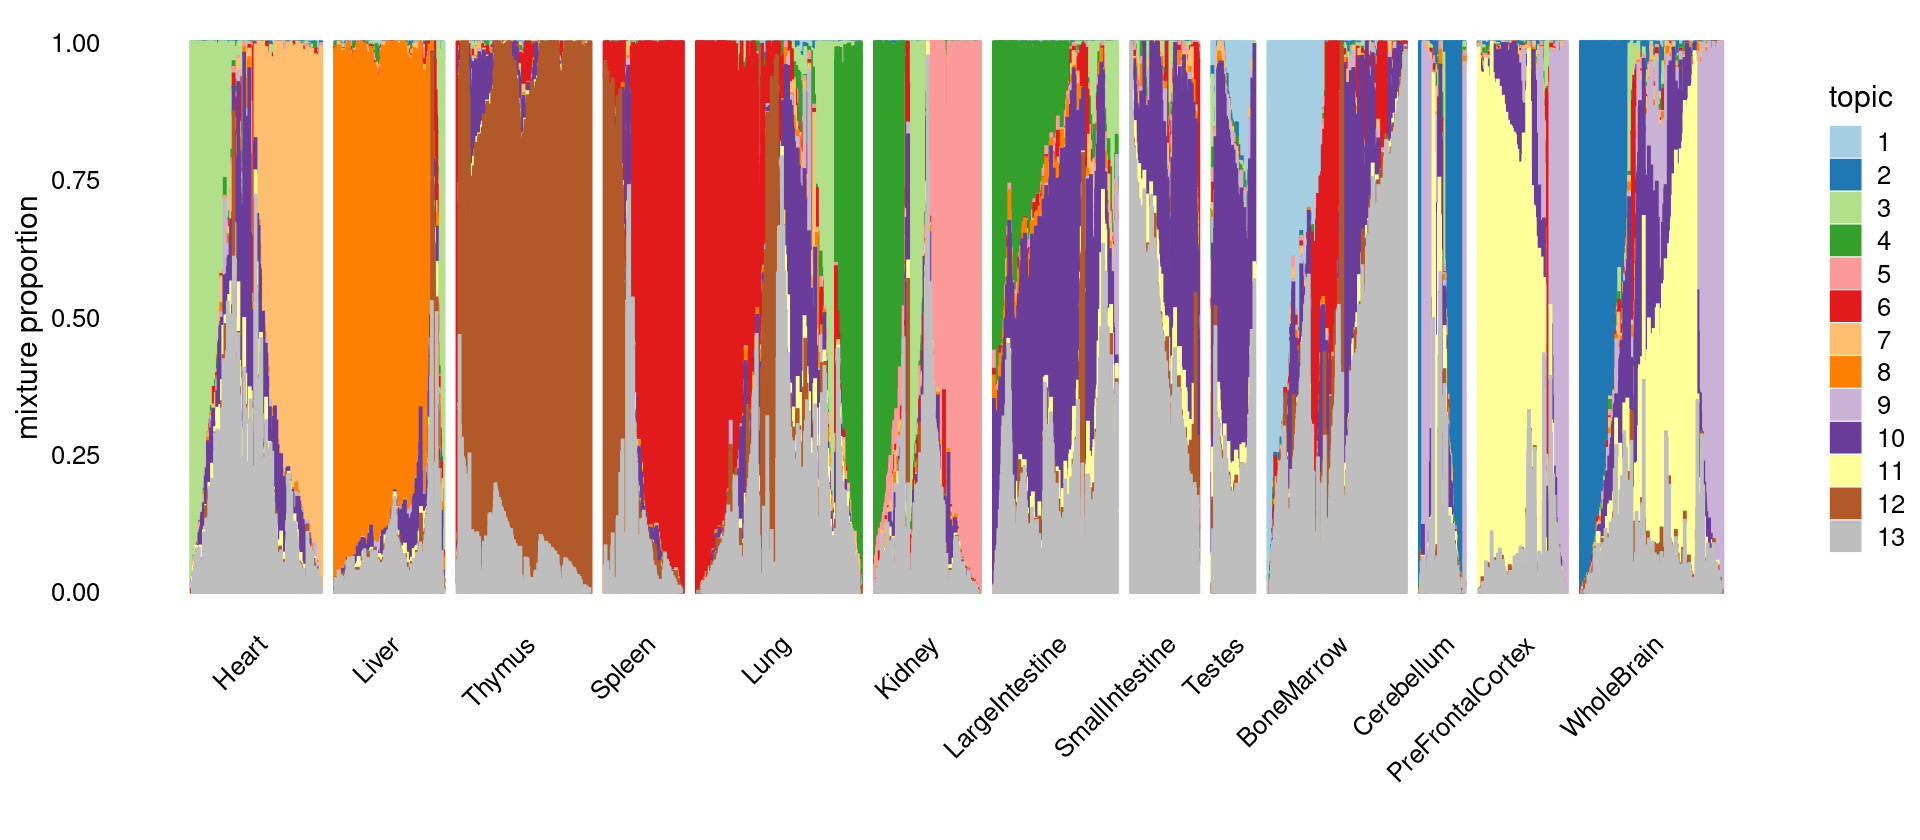 1.00
0.75
0.50
0.25
0.00
mixture proportion
Heart
Liver
Thymus
Spleen
Lung
Kidney
LargeIntestine
SmallIntestine
Testes
BoneMarrow
Cerebellum
PreFrontalCortex
WholeBrain
topic
1
2
3
4
5
6
7
8
9
10
11
12
13